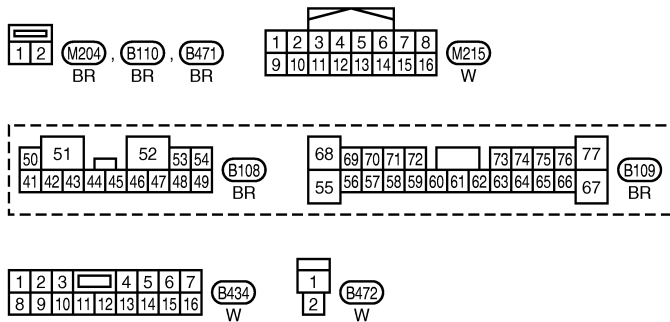 1 2 M204 , B110 , B471
BR BR BR
1 2 3 4 5 6 7 8
9 10 11 12 13 14 15 16
M215
W
50 51 52 53 54
41 42 43 44 45 46 47 48 49
B108
BR
68 69 70 71 72 73 74 75 76 77
55 56 57 58 59 60 61 62 63 64 65 66 67
B109
BR
1 2 3 4 5 6 7
8 9 10 11 12 13 14 15 16
B434
W
1
2
B472
W